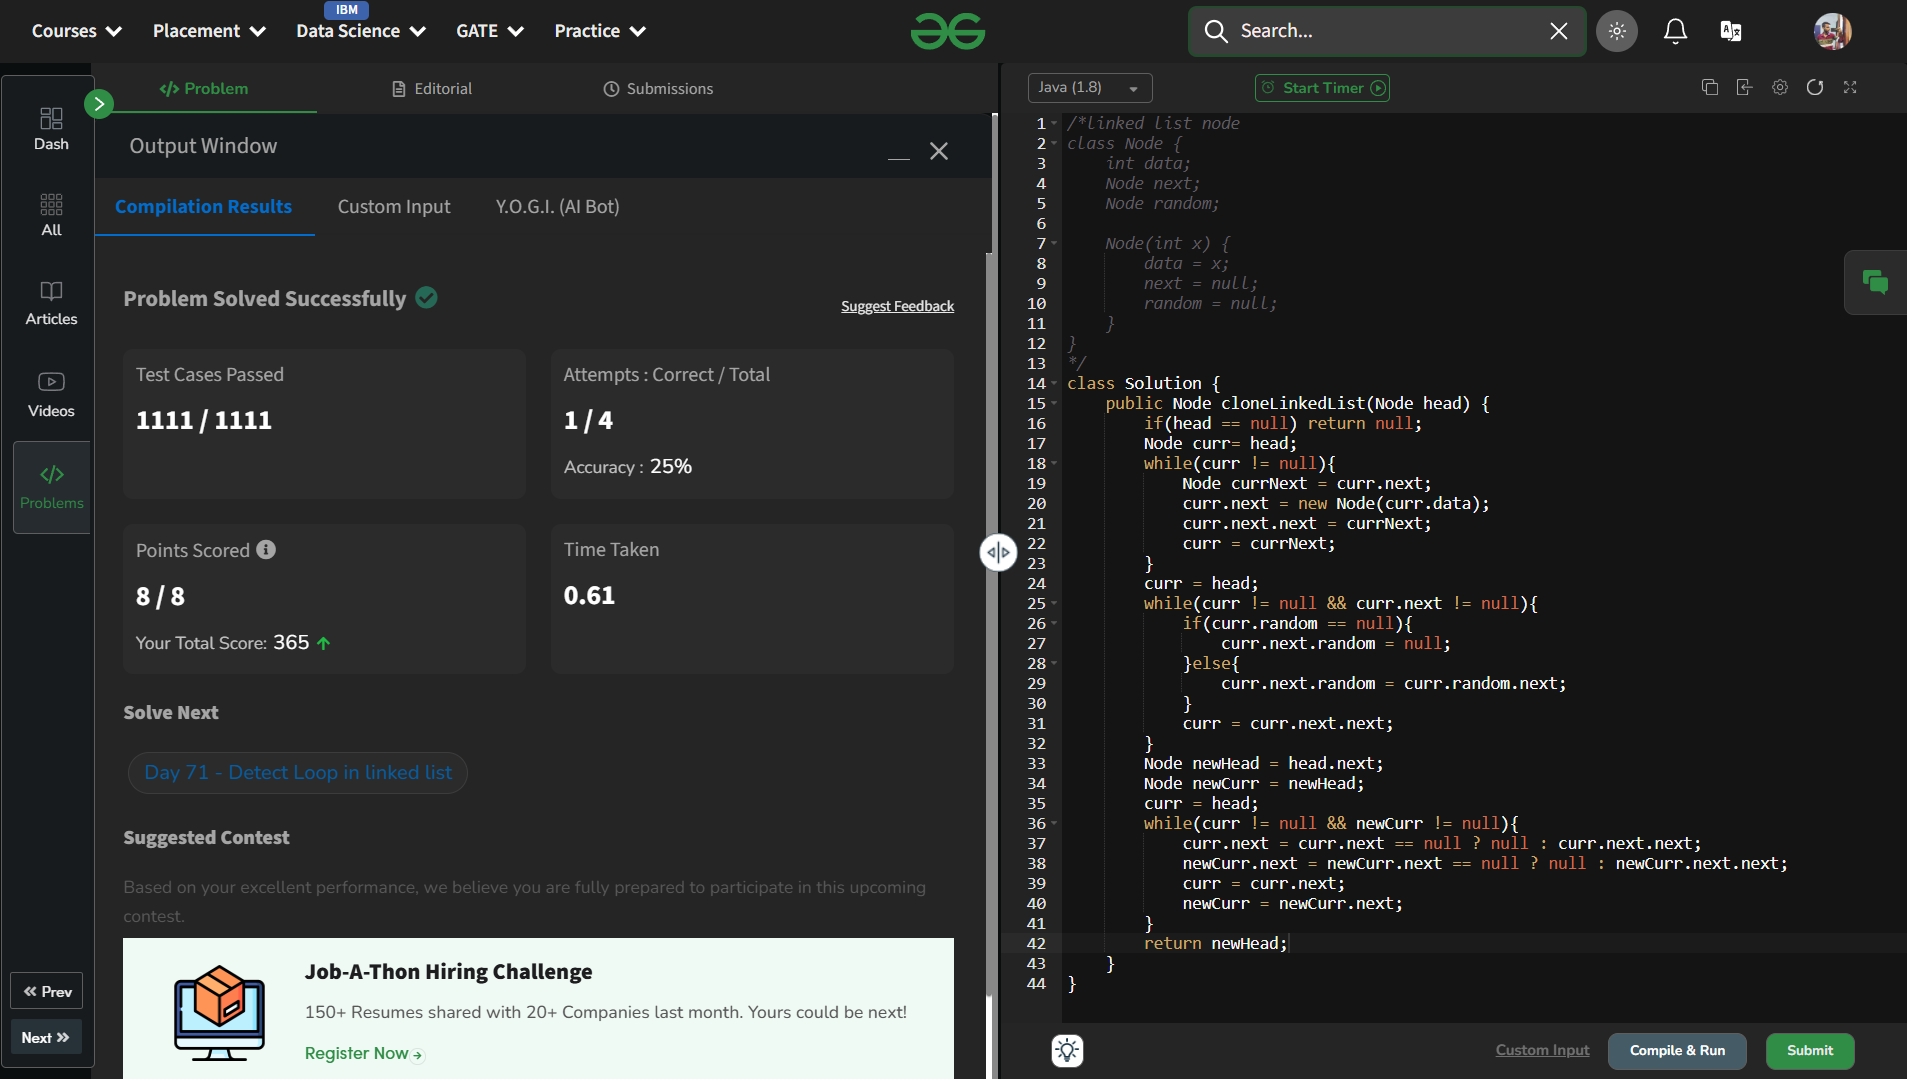 IBM
Courses Placement Data Science GATE Practice
Search...
Problem Editorial Submissions
Java (1.8) Start Timer
Dash
All
Articles
Videos
Problems
« Prev
Next »
Output Window
Compilation Results Custom Input Y.O.G.I. (AI Bot)
Problem Solved Successfully
Suggest Feedback
Test Cases Passed
1111 / 1111
Attempts : Correct / Total
1 / 4
Accuracy : 25%
Points Scored
8 / 8
Your Total Score: 365
Time Taken
0.61
Solve Next
Day 71 - Detect Loop in linked list
Suggested Contest
Based on your excellent performance, we believe you are fully prepared to participate in this upcoming
contest.
Job-A-Thon Hiring Challenge
150+ Resumes shared with 20+ Companies last month. Yours could be next!
Register Now
1 /*linked list node
2 class Node {
3     int data;
4     Node next;
5     Node random;
6
7     Node(int x) {
8         data = x;
9         next = null;
10         random = null;
11     }
12 }
13 */
14 class Solution {
15     public Node cloneLinkedList(Node head) {
16         if(head == null) return null;
17         Node curr= head;
18         while(curr != null){
19             Node currNext = curr.next;
20             curr.next = new Node(curr.data);
21             curr.next.next = currNext;
22             curr = currNext;
23         }
24         curr = head;
25         while(curr != null && curr.next != null){
26             if(curr.random == null){
27                 curr.next.random = null;
28             }else{
29                 curr.next.random = curr.random.next;
30             }
31             curr = curr.next.next;
32         }
33         Node newHead = head.next;
34         Node newCurr = newHead;
35         curr = head;
36         while(curr != null && newCurr != null){
37             curr.next = curr.next == null ? null : curr.next.next;
38             newCurr.next = newCurr.next == null ? null : newCurr.next.next;
39             curr = curr.next;
40             newCurr = newCurr.next;
41         }
42         return newHead;
43     }
44 }
Custom Input Compile & Run Submit